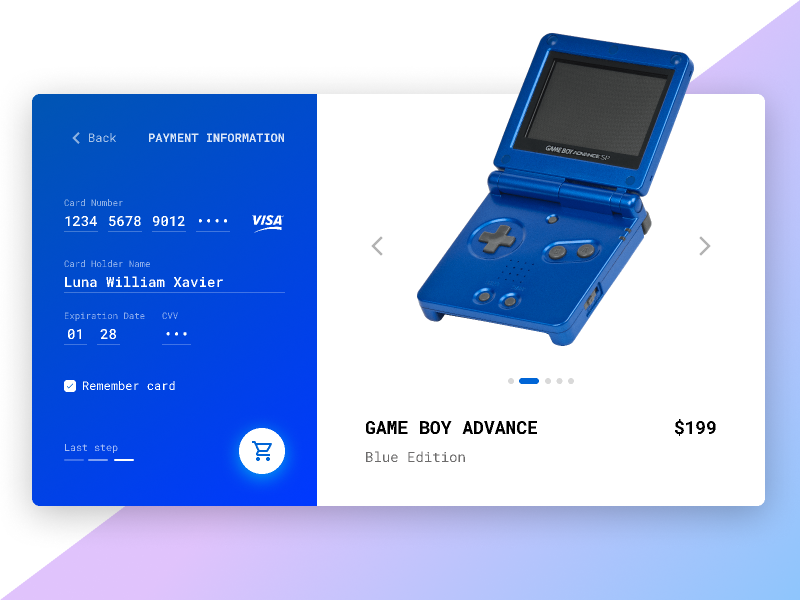 Back
PAYMENT INFORMATION
Card Number
1234 5678 9012 ••••
VISA
Card Holder Name
Luna William Xavier
Expiration Date
CVV
01 28
•••
Remember card
Last step
GAME BOY ADVANCE SP
GAME BOY ADVANCE
$199
Blue Edition